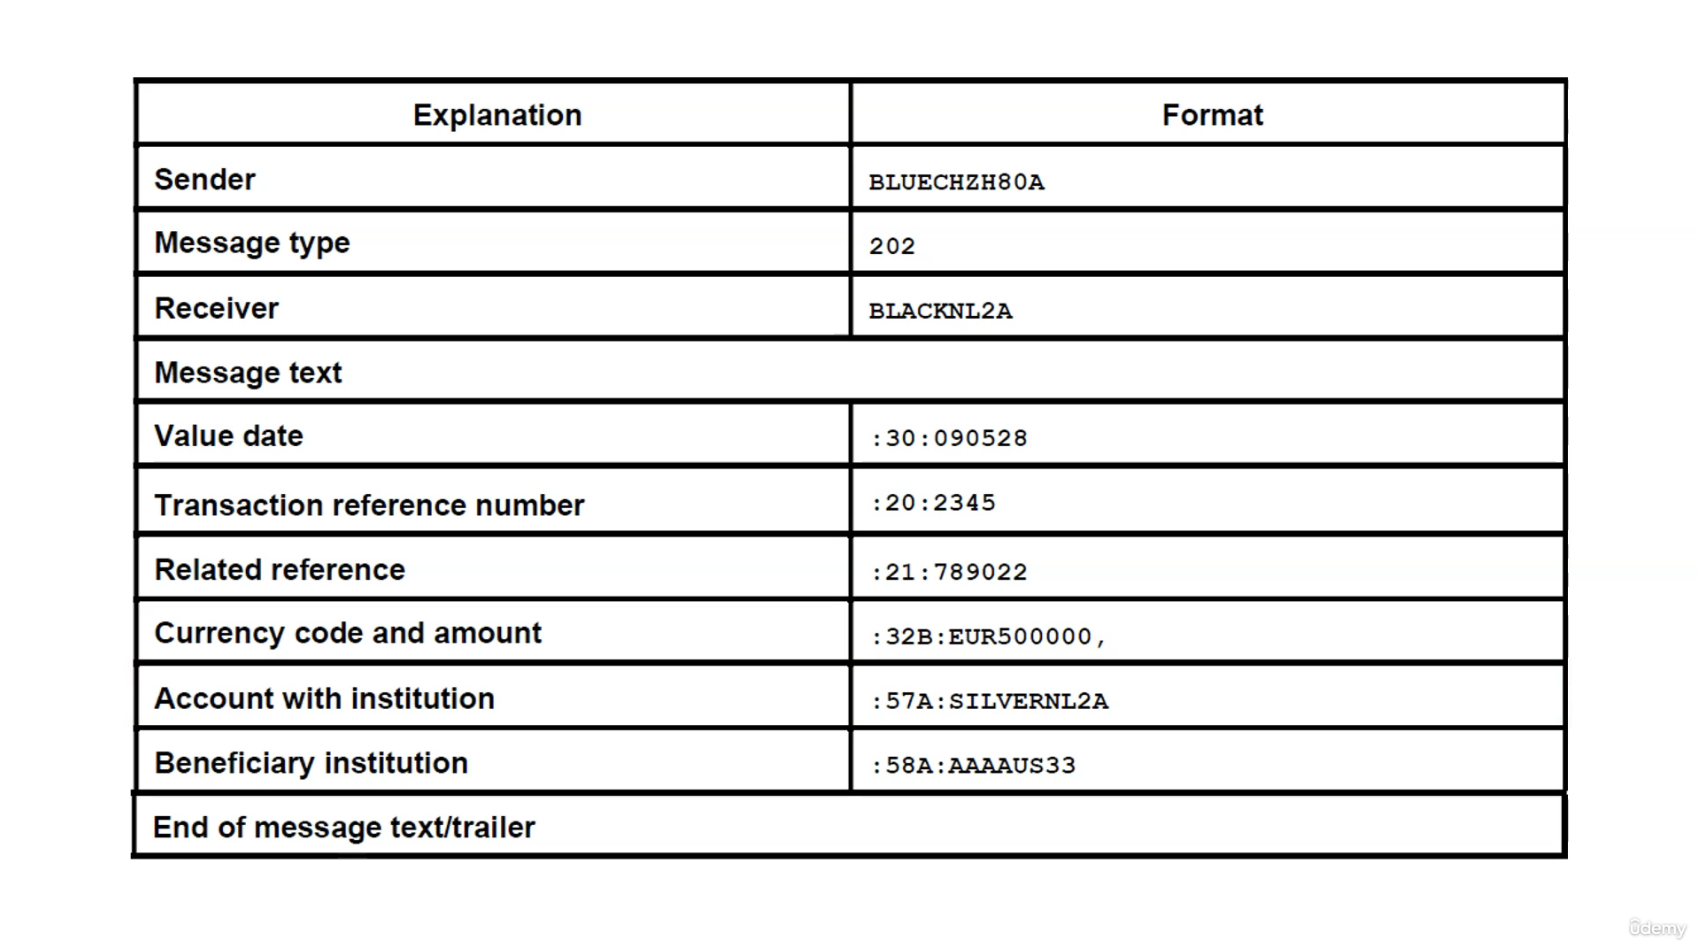 Explanation Format
Sender BLUECHZH80A
Message type 202
Receiver BLACKNL2A
Message text
Value date :30:090528
Transaction reference number :20:2345
Related reference :21:789022
Currency code and amount :32B:EUR500000,
Account with institution :57A:SILVERNL2A
Beneficiary institution :58A:AAAAUS33
End of message text/trailer
ûdemy